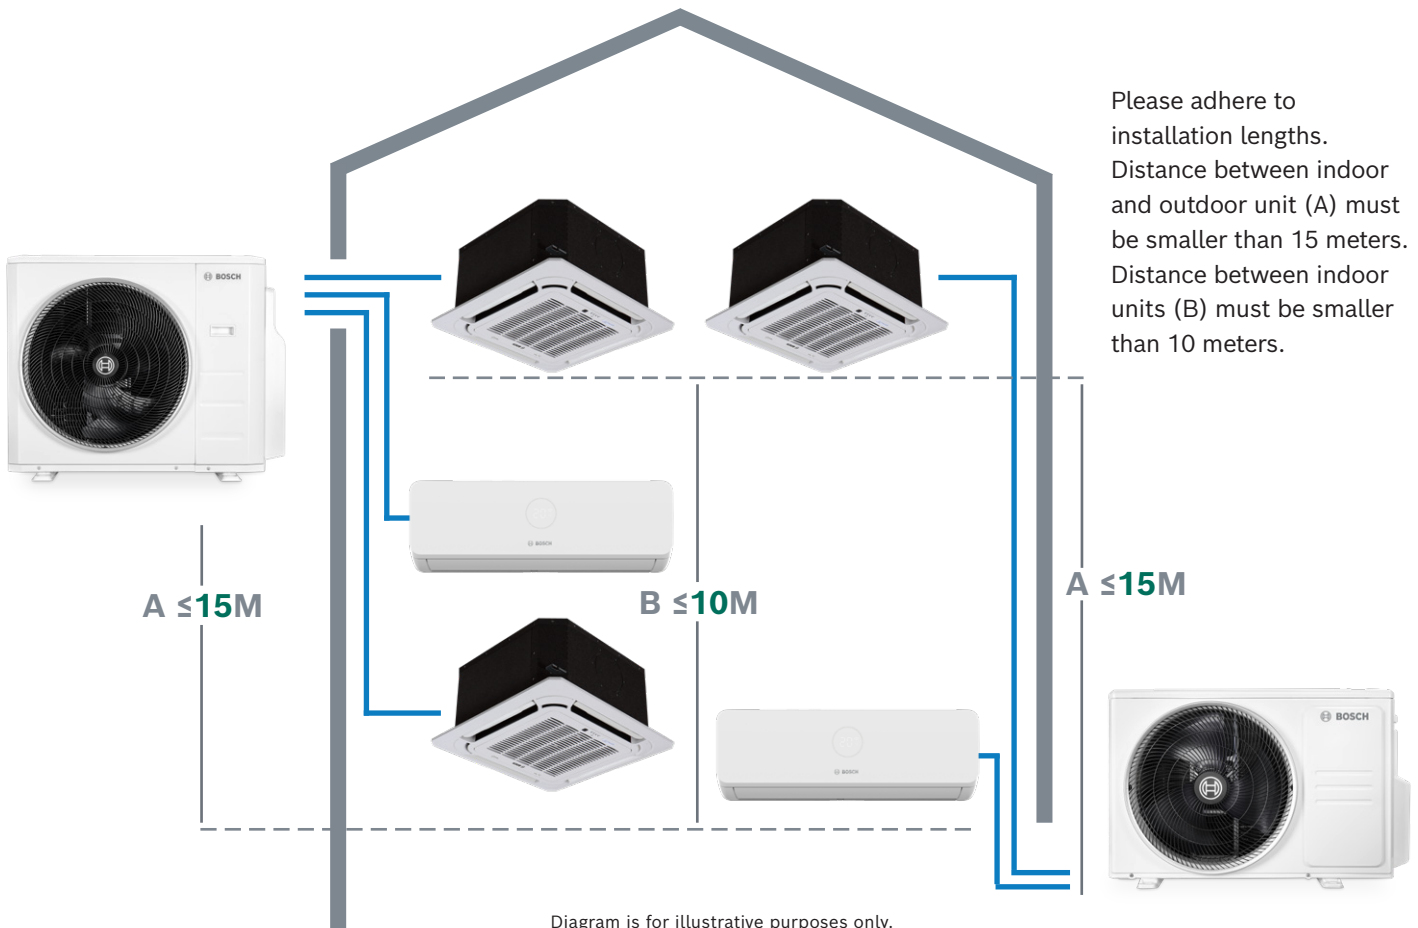 Please adhere to
installation lengths.
Distance between indoor
and outdoor unit (A) must
be smaller than 15 meters.
Distance between indoor
units (B) must be smaller
than 10 meters.
BOSCH
BOSCH
A ≤15M
B ≤10M
A ≤15M
BOSCH
BOSCH
Diagram is for illustrative purposes only.